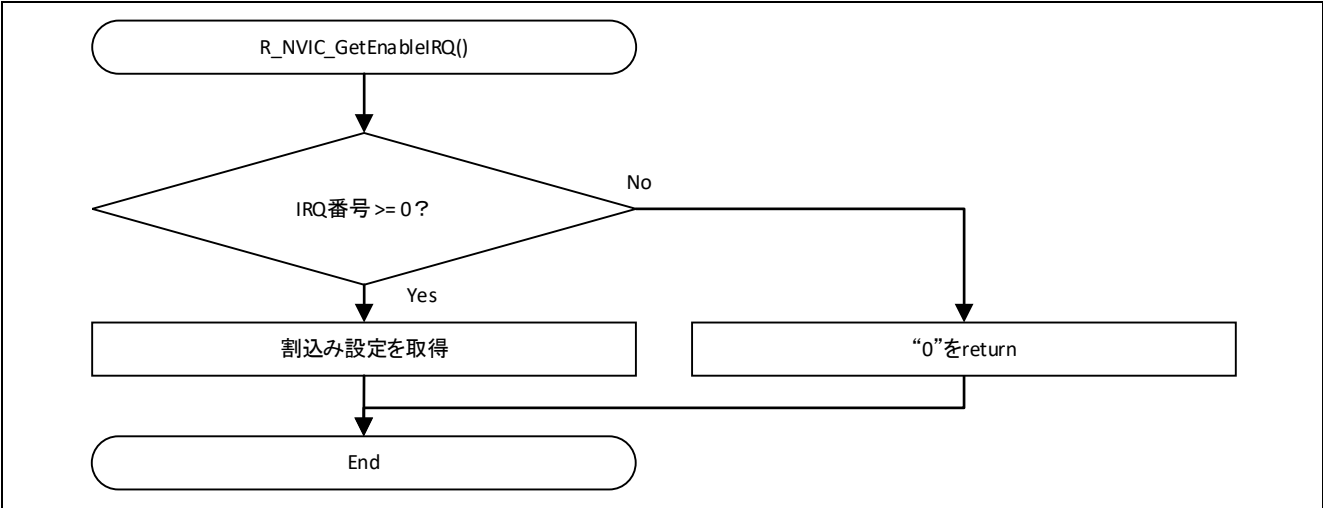 R_NVIC_GetEnableIRQ()
IRQ番号 >= 0？
No
Yes
割込み設定を取得
“0”をreturn
End